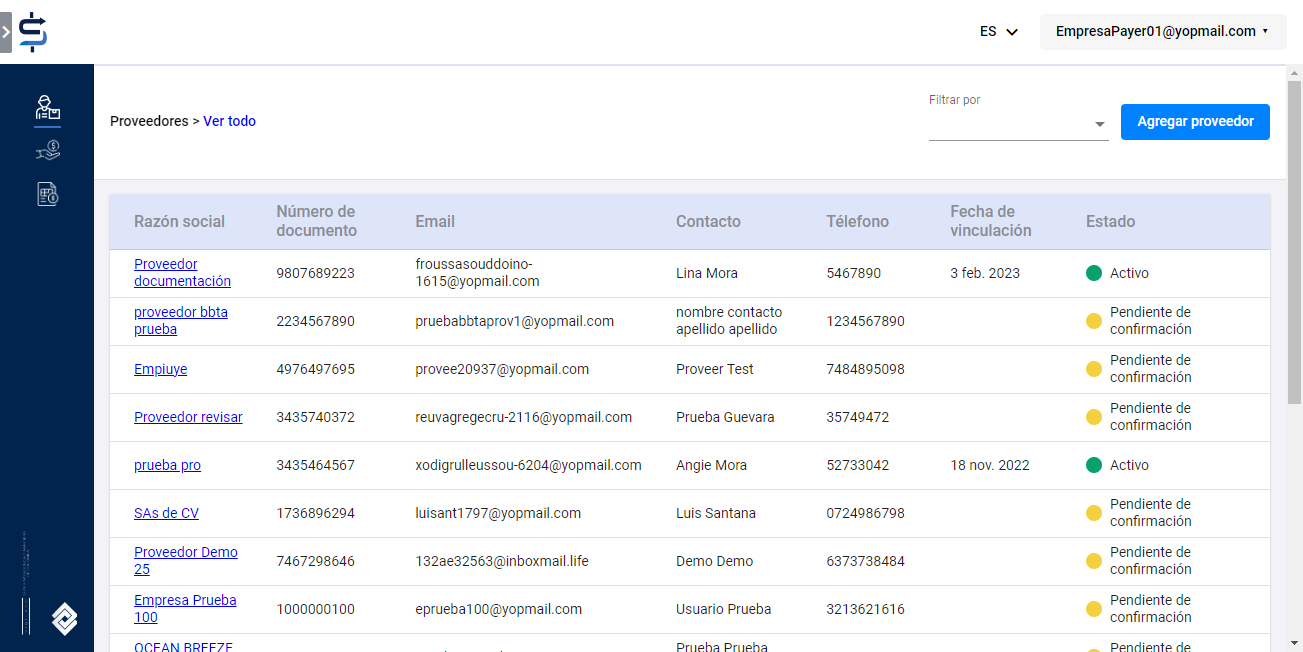 ES
EmpresaPayer01@yopmail.com
Filtrar por
Proveedores > Ver todo
Agregar proveedor
Razón social Número de documento Email Contacto Télefono Fecha de vinculación Estado
Proveedor documentación 9807689223 froussasouddoino-1615@yopmail.com Lina Mora 5467890 3 feb. 2023 Activo
proveedor bbta prueba 2234567890 pruebabbtaprov1@yopmail.com nombre contacto apellido apellido 1234567890 Pendiente de confirmación
Empiuye 4976497695 provee20937@yopmail.com Proveer Test 7484895098 Pendiente de confirmación
Proveedor revisar 3435740372 reuvagregecru-2116@yopmail.com Prueba Guevara 35749472 Pendiente de confirmación
prueba pro 3435464567 xodigrulleussou-6204@yopmail.com Angie Mora 52733042 18 nov. 2022 Activo
SAs de CV 1736896294 luisant1797@yopmail.com Luis Santana 0724986798 Pendiente de confirmación
Proveedor Demo 25 7467298646 132ae32563@inboxmail.life Demo Demo 6373738484 Pendiente de confirmación
Empresa Prueba 100 1000000100 eprueba100@yopmail.com Usuario Prueba 3213621616 Pendiente de confirmación
OCEAN BREEZE Prueba Prueba Pendiente de